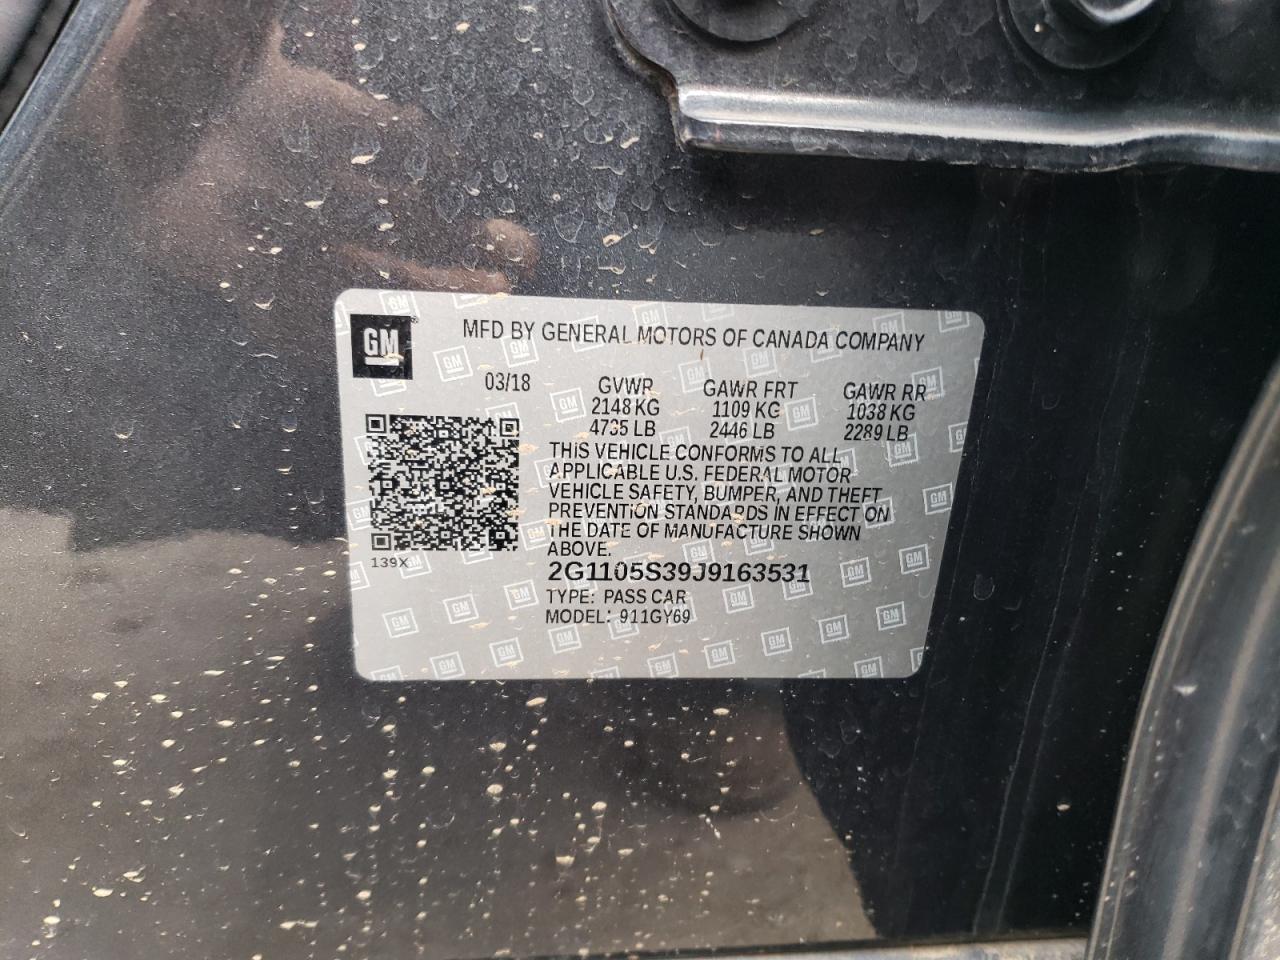 GM
MFD BY GENERAL MOTORS OF CANADA COMPANY
03/18 GVWR GAWR FRT GAWR RR
2148 KG 1109 KG 1038 KG
4735 LB 2446 LB 2289 LB
THIS VEHICLE CONFORMS TO ALL
APPLICABLE U.S. FEDERAL MOTOR
VEHICLE SAFETY, BUMPER, AND THEFT
PREVENTION STANDARDS IN EFFECT ON
THE DATE OF MANUFACTURE SHOWN
ABOVE.
139X
2G1105S39J9163531
TYPE: PASS CAR
MODEL: 911GY69